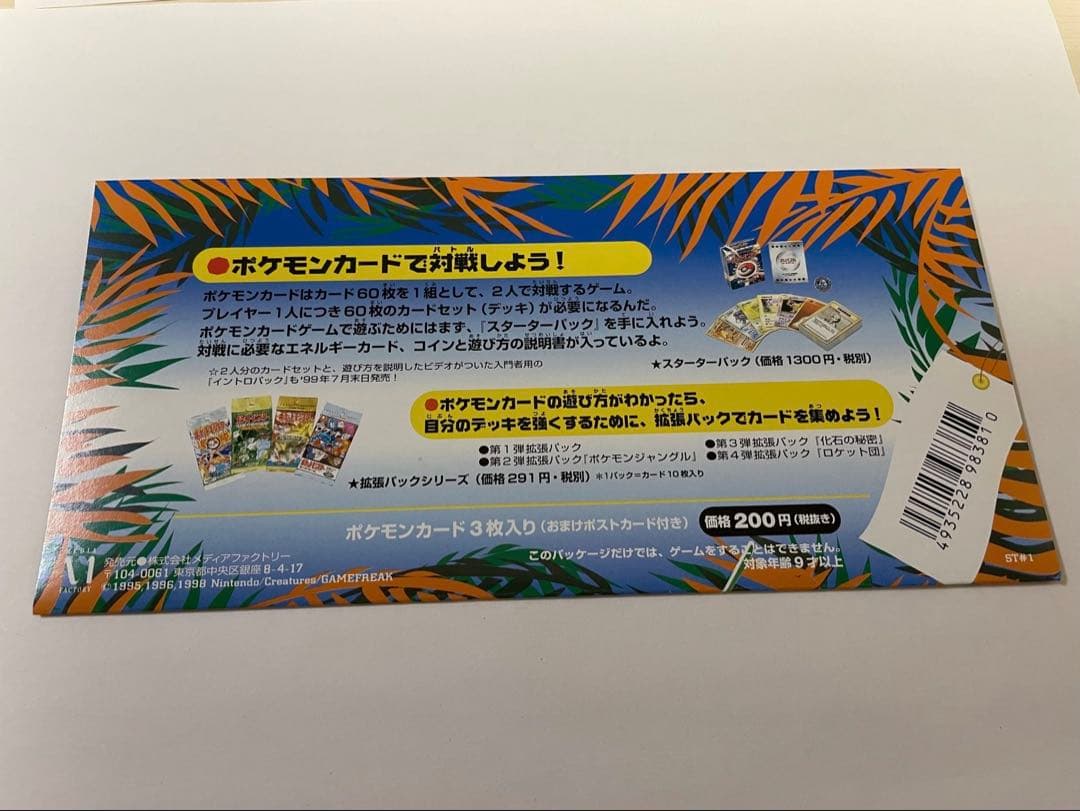 ●ポケモンカードで対戦しよう！
バトル
ポケモンカードはカード60枚を1組として、2人で対戦するゲーム。
プレイヤー1人につき60枚のカードセット（デッキ）が必要になるんだ。
ポケモンカードゲームで遊ぶためにはまず、『スターターパック』を手に入れよう。
対戦に必要なエネルギーカード、コインと遊び方の説明書が入っているよ。
☆2人分のカードセットと、遊び方を説明したビデオがついた入門者用の
「イントロパック」も'99年7月末日発売！
★スターターパック（価格1300円・税別）
●ポケモンカードの遊び方がわかったら、
自分のデッキを強くするために、拡張パックでカードを集めよう！
●第1弾拡張パック
●第2弾拡張パック『ポケモンジャングル』
●第3弾拡張パック『化石の秘密』
●第4弾拡張パック『ロケット団』
★拡張パックシリーズ（価格291円・税別）＊1パック=カード10枚入り
ポケモンカード3枚入り（おまけポストカード付き）
価格200円（税抜き）
このパッケージだけでは、ゲームをすることはできません。
対象年齢9才以上
MEDIA
FACTORY
発売元●株式会社メディアファクトリー
〒104-0061 東京都中央区銀座8-4-17
©1995,1996,1998 Nintendo/Creatures/GAMEFREAK
4935228983810
ST#1